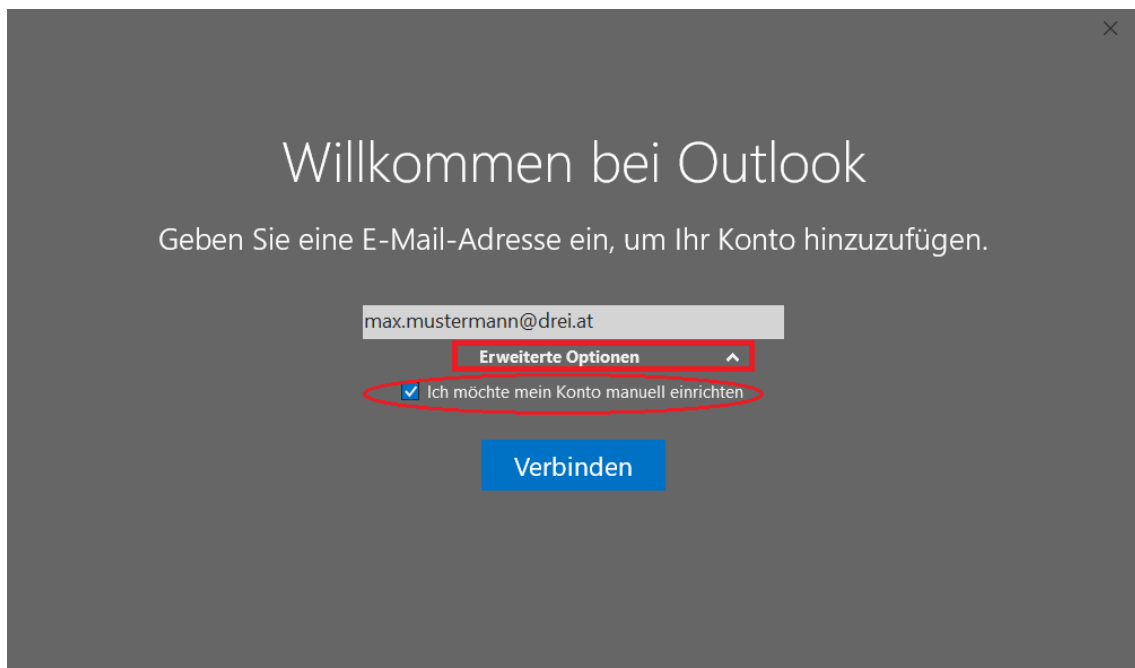 Willkommen bei Outlook
Geben Sie eine E-Mail-Adresse ein, um Ihr Konto hinzuzufügen.
max.mustermann@drei.at
Erweiterte Optionen
Ich möchte mein Konto manuell einrichten
Verbinden